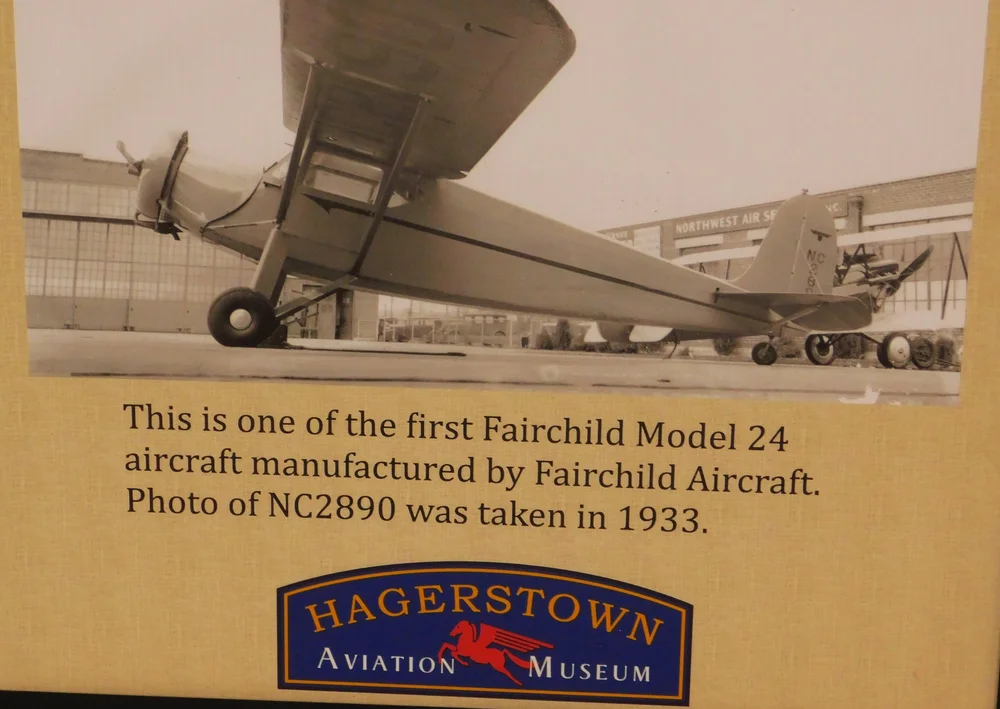 NORTHWEST AIR
NC
This is one of the first Fairchild Model 24
aircraft manufactured by Fairchild Aircraft.
Photo of NC2890 was taken in 1933.
HAGERSTOWN
AVIATION MUSEUM